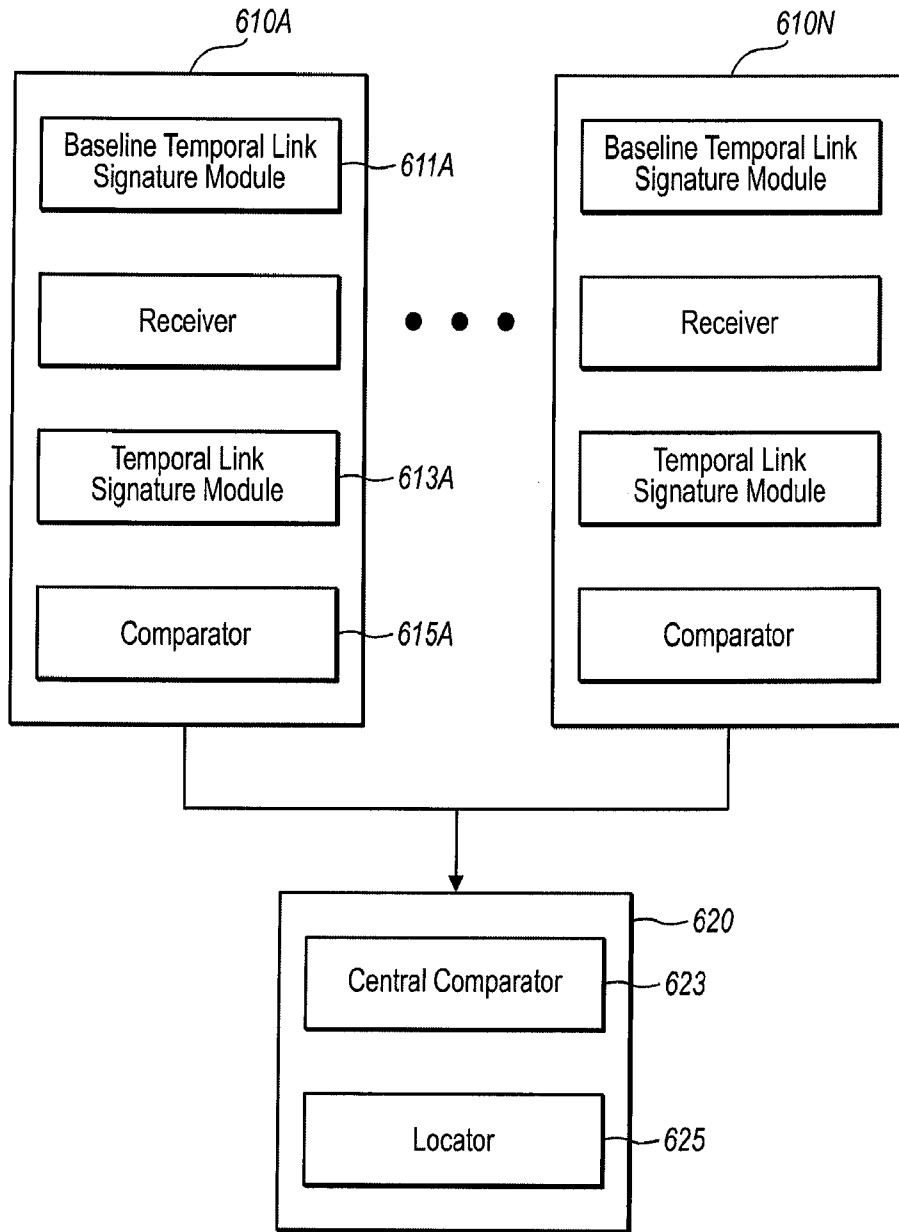 610A
610N
Baseline Temporal Link
Signature Module
611A
Receiver
Temporal Link
Signature Module
613A
Comparator
615A
Baseline Temporal Link
Signature Module
Receiver
Temporal Link
Signature Module
Comparator
620
Central Comparator
623
Locator
625